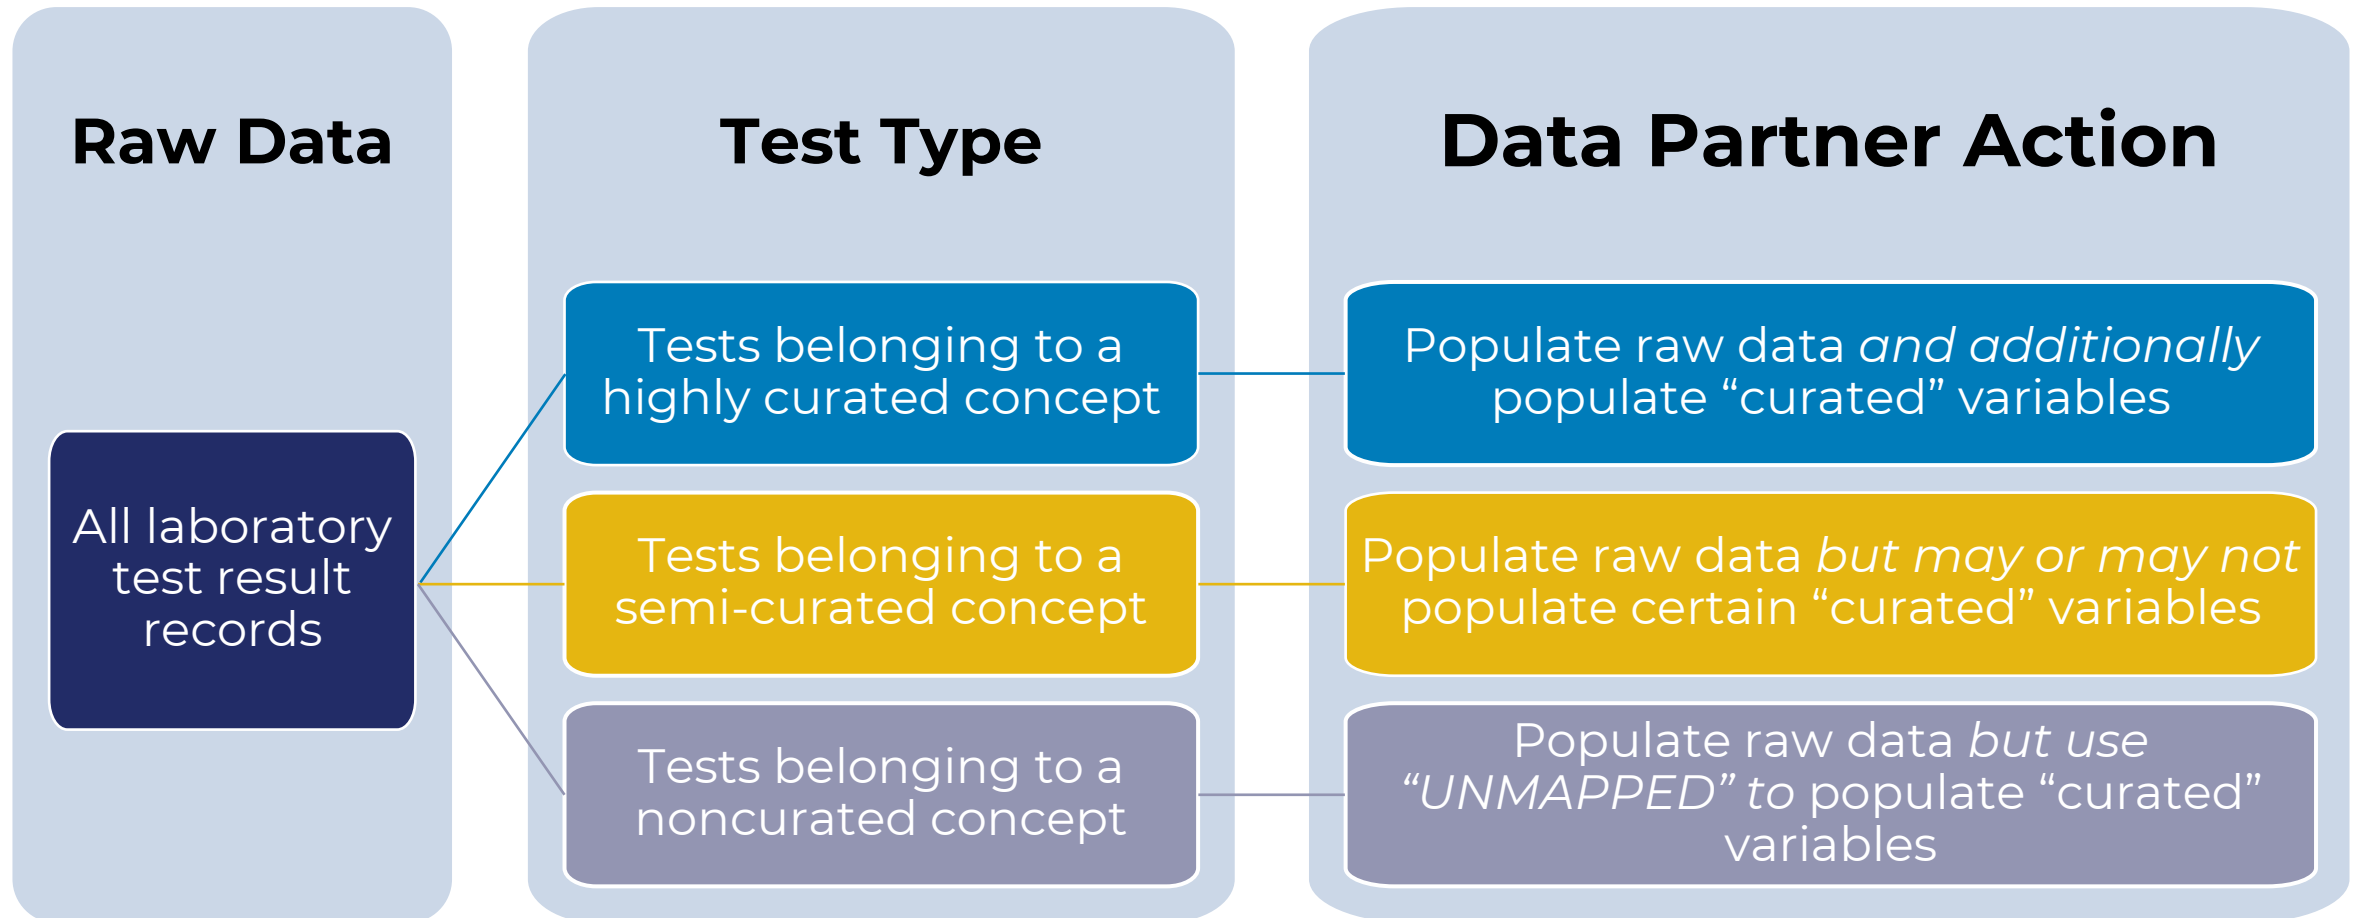 Raw Data
Test Type
Data Partner Action
All laboratory
test result
records
Tests belonging to a
highly curated concept
Populate raw data and additionally
populate “curated” variables
Tests belonging to a
semi-curated concept
Populate raw data but may or may not
populate certain “curated” variables
Tests belonging to a
noncurated concept
Populate raw data but use
“UNMAPPED” to populate “curated”
variables